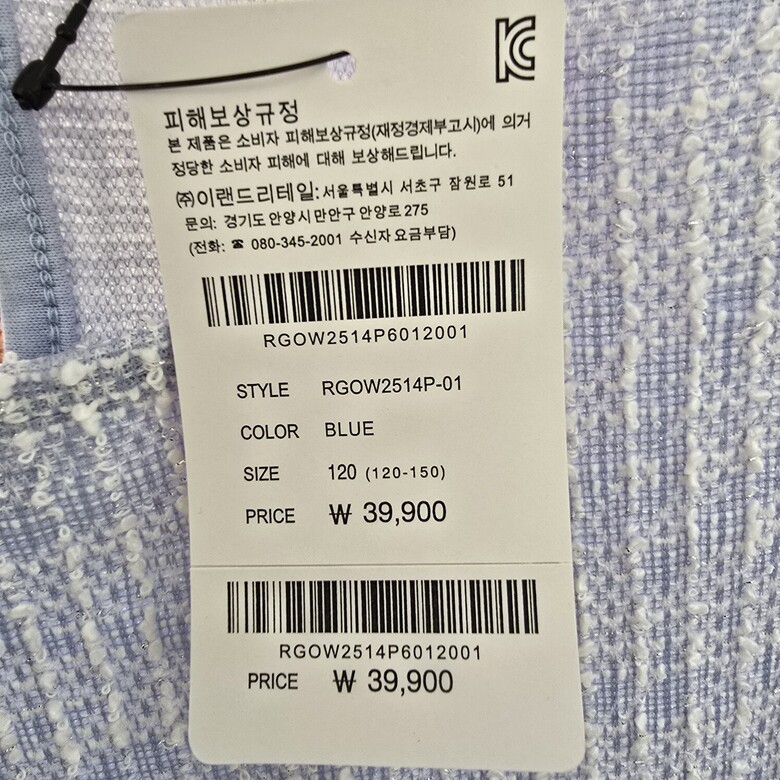 피해보상규정
본 제품은 소비자 피해보상규정(재정경제부고시)에 의거
정당한 소비자 피해에 대해 보상해드립니다.
㈜이랜드리테일:서울특별시 서초구 잠원로 51
문의: 경기도 안양시 만안구 안양로 275
(전화: ☎ 080-345-2001 수신자 요금부담)
RGOW2514P6012001
STYLE RGOW2514P-01
COLOR BLUE
SIZE 120 (120-150)
PRICE ₩ 39,900
RGOW2514P6012001
PRICE ₩ 39,900